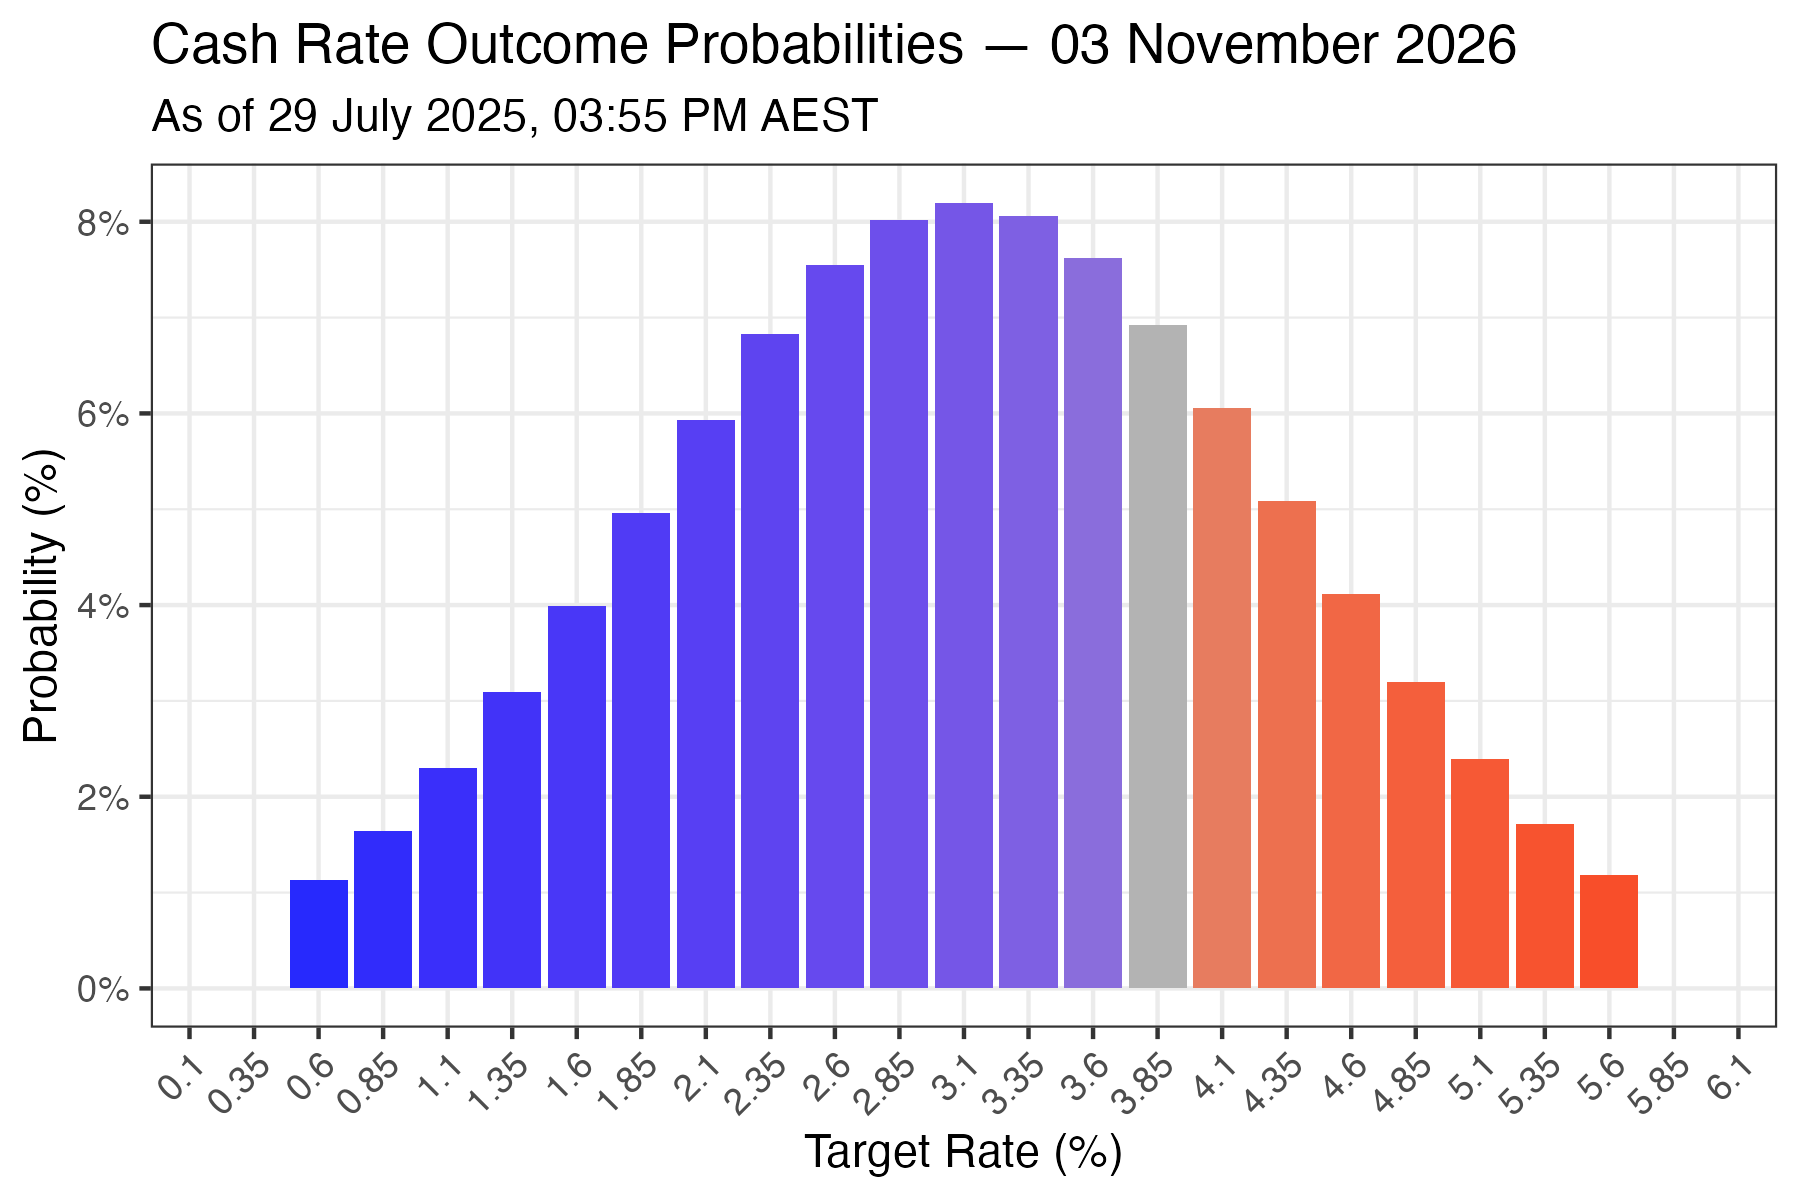 Cash Rate Outcome Probabilities — 03 November 2026
As of 29 July 2025, 03:55 PM AEST
Probability (%)
8%
6%
4%
2%
0%
0.1 0.35 0.6 0.85 1.1 1.35 1.6 1.85 2.1 2.35 2.6 2.85 3.1 3.35 3.6 3.85 4.1 4.35 4.6 4.85 5.1 5.35 5.6 5.85 6.1
Target Rate (%)